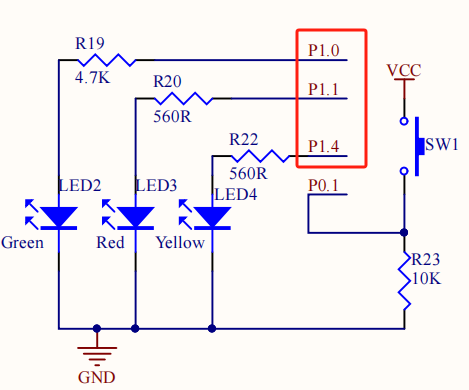 R19
P1.0
4.7K
VCC
R20
P1.1
560R
R22
P1.4
SW1
560R
LED2
LED3
P0.1
LED4
Green
Red
Yellow
R23
10K
GND